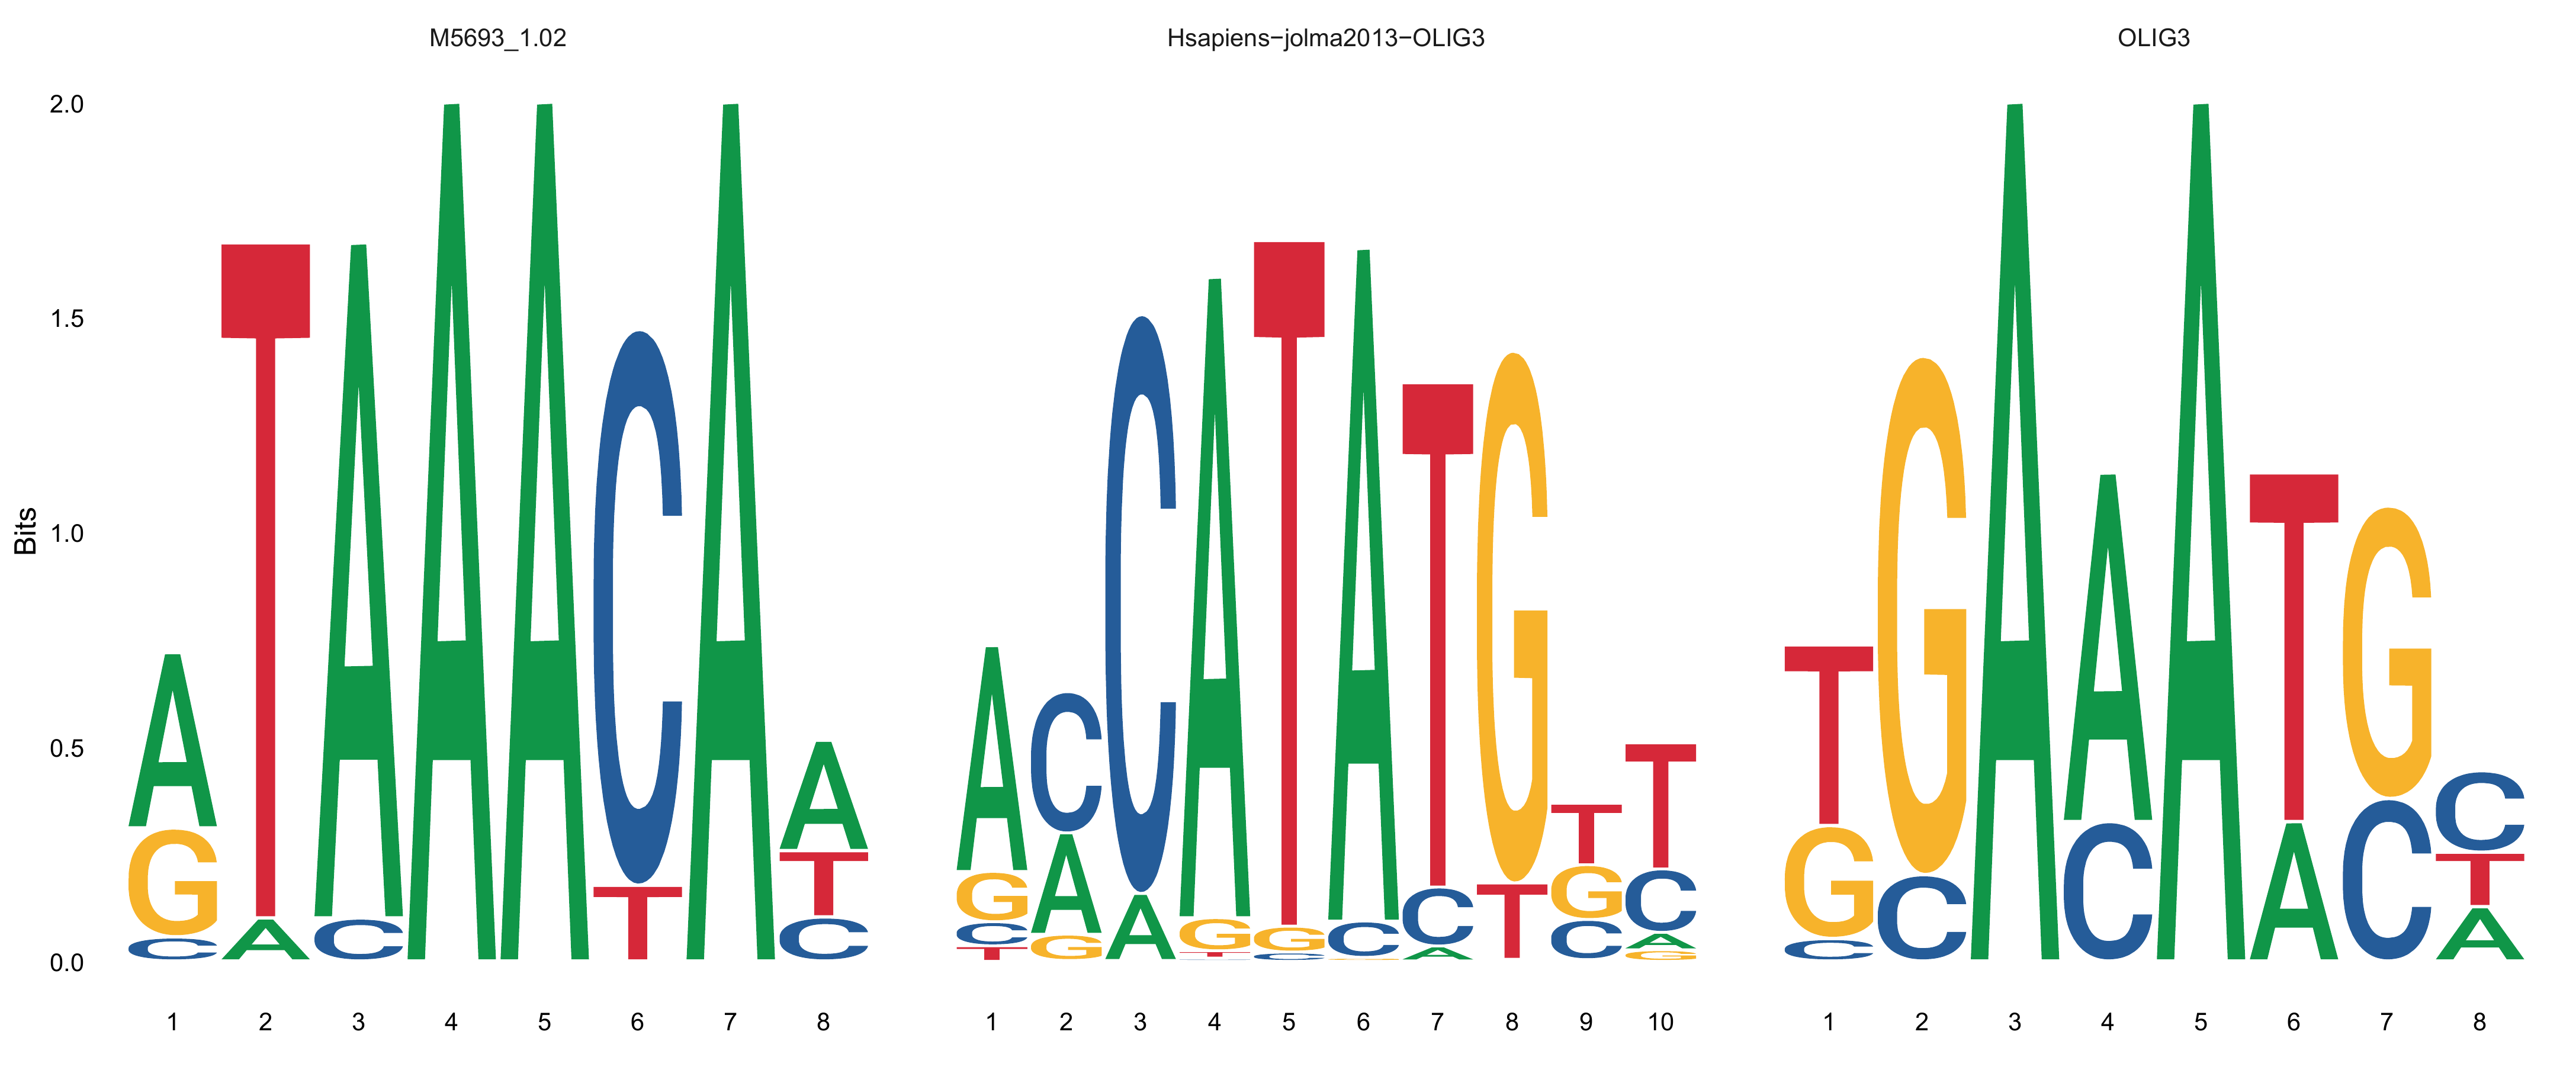 M5693_1.02 Hsapiens−jolma2013−OLIG3 OLIG3
2.0
1.5
1.0
0.5
0.0
Bits
A G C T A A C A A C T A A T C
A G C T C A G C A A G T T G C A C T C A G T T G C T C A G
T G C G C A A C A T A G C C T A
1 2 3 4 5 6 7 8 1 2 3 4 5 6 7 8 9 10 1 2 3 4 5 6 7 8